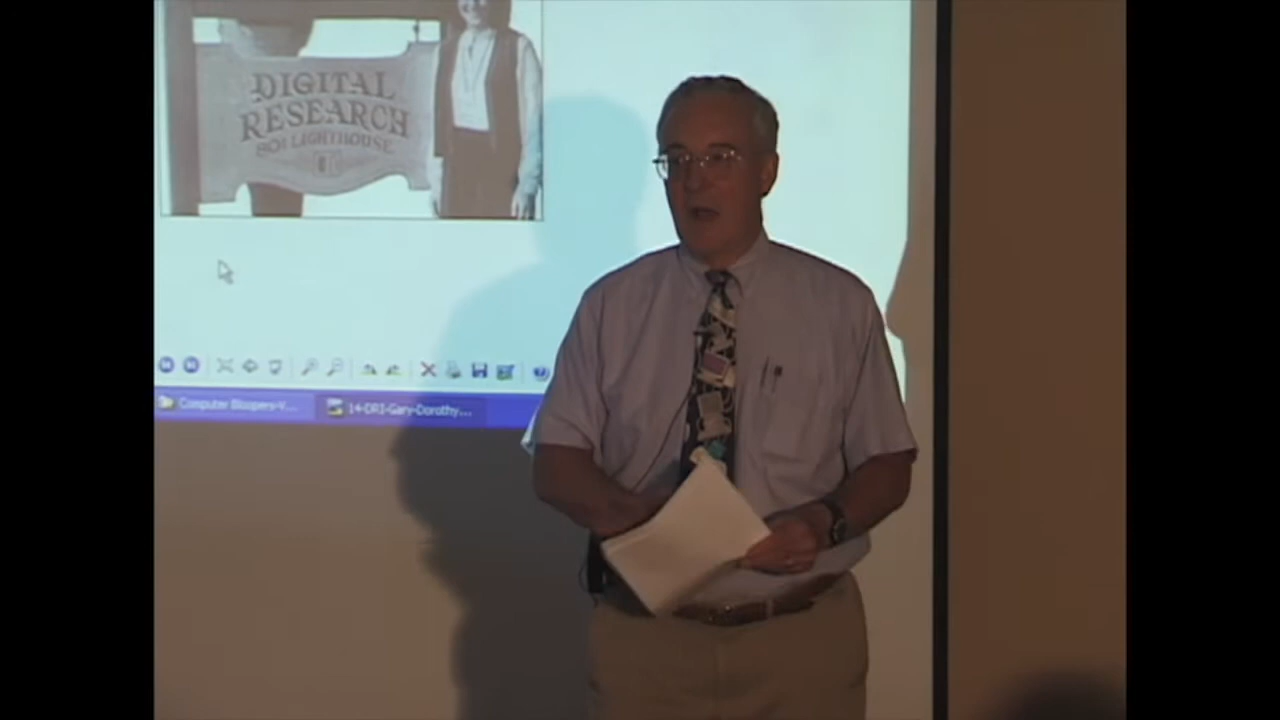 DIGITAL
RESEARCH
801 LIGHTHOUSE
Computer Bloopers-V...
14-DRI-Gary-Dorothy...